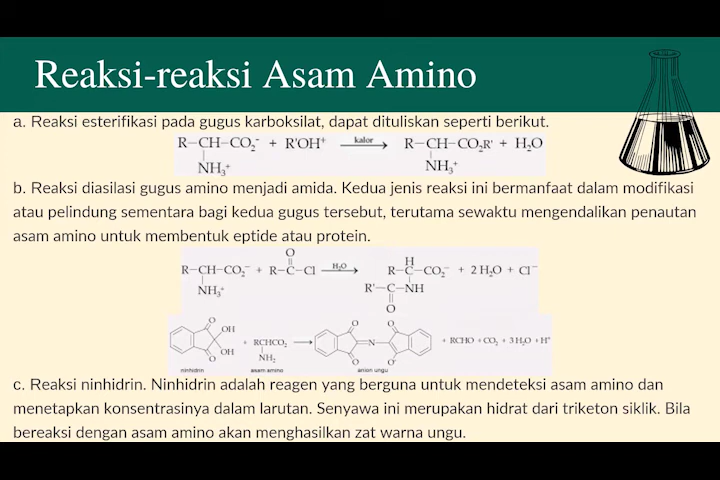 Reaksi-reaksi Asam Amino
a. Reaksi esterifikasi pada gugus karboksilat, dapat dituliskan seperti berikut.
R−CH−CO₂⁻ + R'OH⁺ kalor → R−CH−CO₂R' + H₂O
NH₃⁺ NH₃⁺
b. Reaksi diasilasi gugus amino menjadi amida. Kedua jenis reaksi ini bermanfaat dalam modifikasi
atau pelindung sementara bagi kedua gugus tersebut, terutama sewaktu mengendalikan penautan
asam amino untuk membentuk eptide atau protein.
O
R−CH−CO₂⁻ + R−C−Cl H₂O → R−C−CO₂⁻ + 2 H₂O + Cl⁻
H
NH₃⁺ R'−C−NH
O
O O O
OH + RCHCO₂ → N + RCHO + CO₂ + 3 H₂O + H⁺
OH NH₂
O O O⁻
ninhidrin asam amino anion ungu
c. Reaksi ninhidrin. Ninhidrin adalah reagen yang berguna untuk mendeteksi asam amino dan
menetapkan konsentrasinya dalam larutan. Senyawa ini merupakan hidrat dari triketon siklik. Bila
bereaksi dengan asam amino akan menghasilkan zat warna ungu.